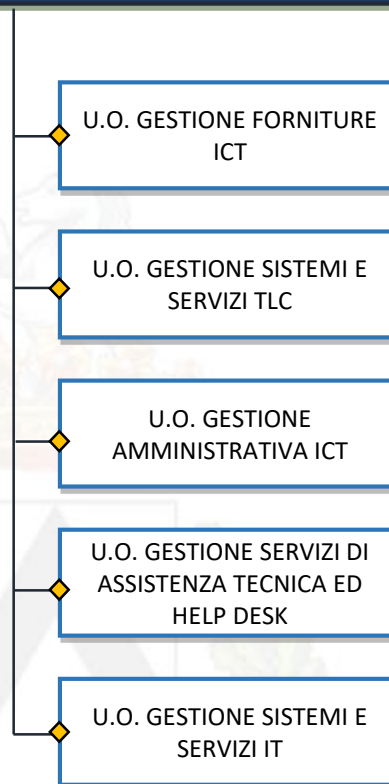 U.O. GESTIONE FORNITURE
ICT
U.O. GESTIONE SISTEMI E
SERVIZI TLC
U.O. GESTIONE
AMMINISTRATIVA ICT
U.O. GESTIONE SERVIZI DI
ASSISTENZA TECNICA ED
HELP DESK
U.O. GESTIONE SISTEMI E
SERVIZI IT